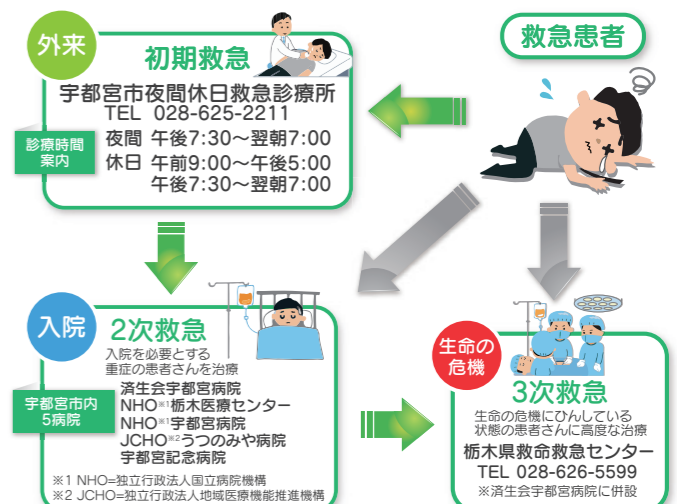 外来
初期救急
宇都宮市夜間休日救急診療所
TEL 028-625-2211
診療時間
案内
夜間 午後7:30～翌朝7:00
休日 午前9:00～午後5:00
午後7:30～翌朝7:00
救急患者
入院
2次救急
入院を必要とする
重症の患者さんを治療
宇都宮市内
5病院
済生会宇都宮病院
NHO※1栃木医療センター
NHO※1宇都宮病院
JCHO※2うつのみや病院
宇都宮記念病院
※1 NHO=独立行政法人国立病院機構
※2 JCHO=独立行政法人地域医療機能推進機構
生命の
危機
3次救急
生命の危機にひんしている
状態の患者さんに高度な治療
栃木県救命救急センター
TEL 028-626-5599
※済生会宇都宮病院に併設